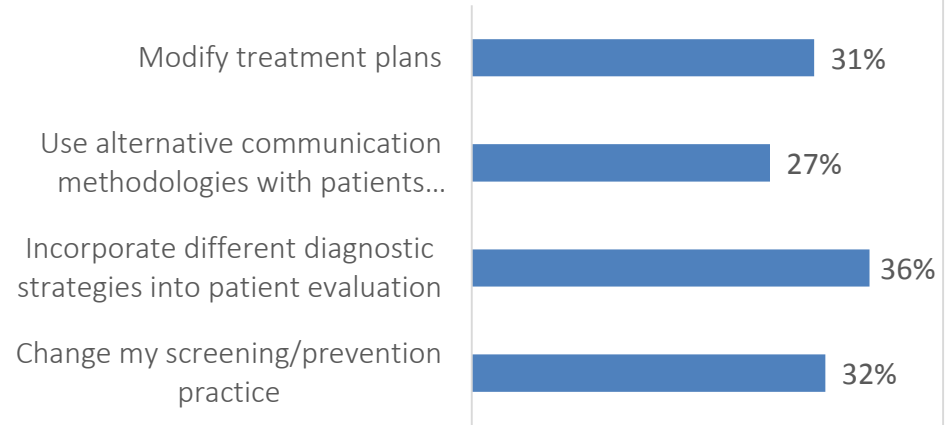 Modify treatment plans
31%
Use alternative communication
methodologies with patients...
27%
Incorporate different diagnostic
strategies into patient evaluation
36%
Change my screening/prevention
practice
32%